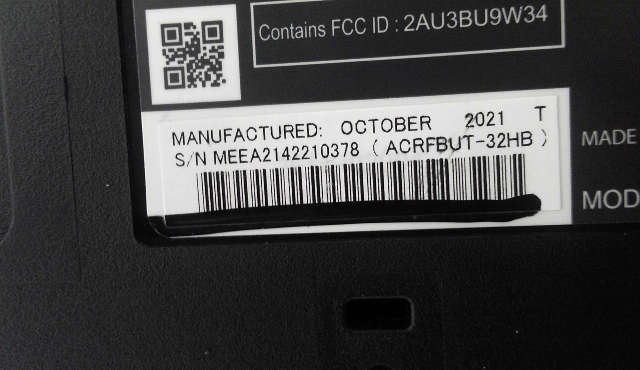 Contains FCC ID : 2AU3BU9W34
MANUFACTURED: OCTOBER 2021 T
S/N MEEA2142210378 ( ACRFBUT-32HB )
MADE
MOD